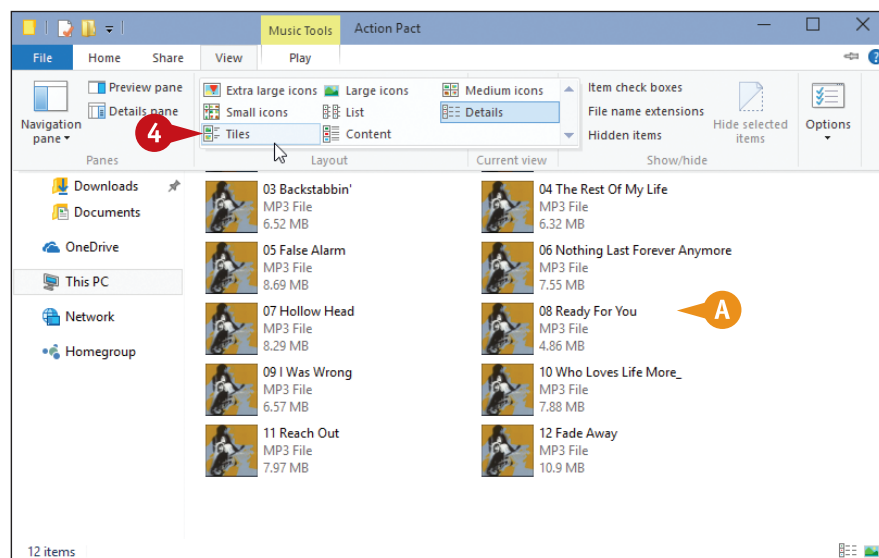 Music Tools
Action Pact
File
Home
Share
View
Play
?
Navigation pane
Preview pane
Details pane
Panes
Extra large icons
Large icons
Medium icons
Small icons
List
Details
4
Tiles
Content
Layout
Current view
Item check boxes
File name extensions
Hidden items
Hide selected items
Show/hide
Options
Downloads
Documents
OneDrive
This PC
Network
Homegroup
03 Backstabbin'
MP3 File
6.52 MB
04 The Rest Of My Life
MP3 File
6.32 MB
05 False Alarm
MP3 File
8.69 MB
06 Nothing Last Forever Anymore
MP3 File
7.55 MB
07 Hollow Head
MP3 File
8.29 MB
08 Ready For You
MP3 File
4.86 MB
A
09 I Was Wrong
MP3 File
6.57 MB
10 Who Loves Life More_
MP3 File
7.88 MB
11 Reach Out
MP3 File
7.97 MB
12 Fade Away
MP3 File
10.9 MB
12 items